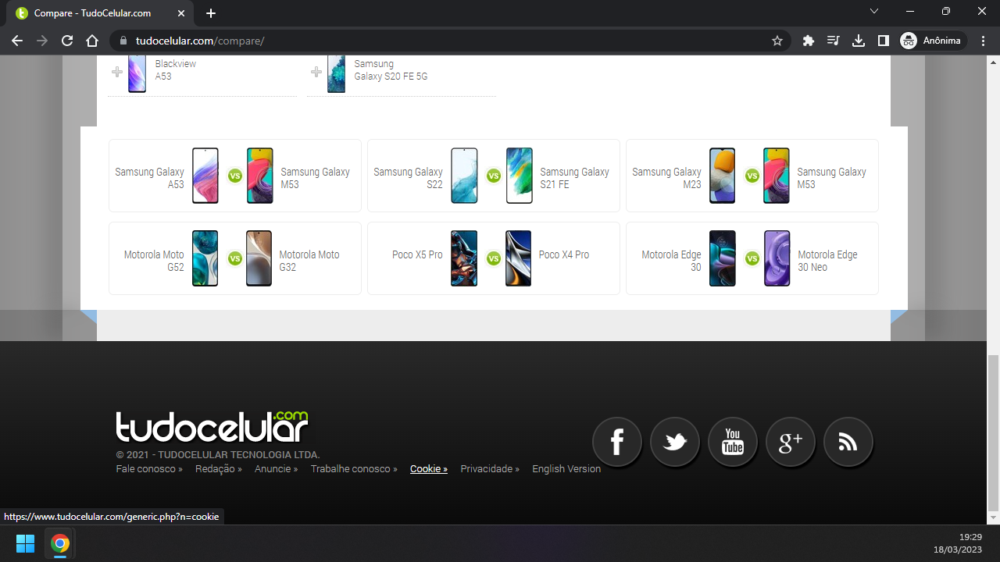 Compare - TudoCelular.com
tudocelular.com/compare/
Anônima
Blackview
A53
Samsung
Galaxy S20 FE 5G
Samsung Galaxy
A53
VS
Samsung Galaxy
M53
Samsung Galaxy
S22
VS
Samsung Galaxy
S21 FE
Samsung Galaxy
M23
VS
Samsung Galaxy
M53
Motorola Moto
G52
VS
Motorola Moto
G32
Poco X5 Pro
VS
Poco X4 Pro
Motorola Edge
30
VS
Motorola Edge
30 Neo
tudocelular.com
© 2021 - TUDOCELULAR TECNOLOGIA LTDA.
Fale conosco » Redação » Anuncie » Trabalhe conosco » Cookie » Privacidade » English Version
f
You
Tube
g+
https://www.tudocelular.com/generic.php?n=cookie
19:29
18/03/2023